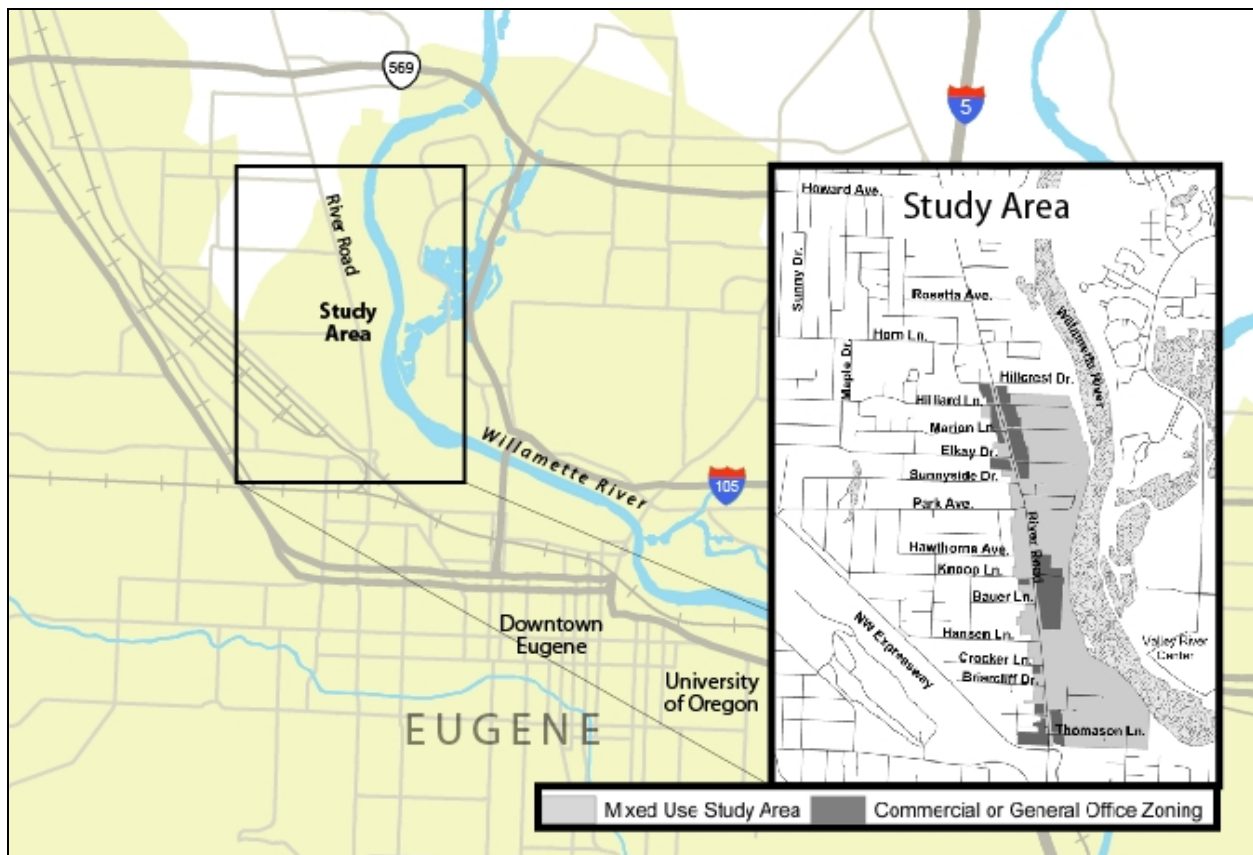 569
5
River Road
Study
Area
Willamette River
105
Downtown
Eugene
University
of Oregon
EUGENE
Study Area
Howard Ave.
Sunny Dr.
Rosetta Ave.
Horn Ln.
Maple Dr.
Willamette River
Hillcrest Dr.
Hilliard Ln.
Marion Ln.
Elkay Dr.
Sunnyside Dr.
Park Ave.
River Road
Hawthorne Ave.
Knoop Ln.
Bauer Ln.
Hansen Ln.
NW Expressway
Valley River
Center
Crocker Ln.
Briarcliff Dr.
Thomason Ln.
Mixed Use Study Area
Commercial or General Office Zoning